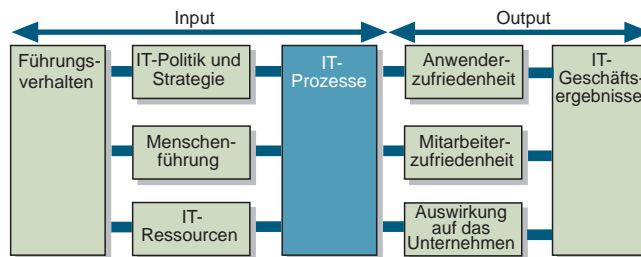 Input
Output
Führungs-
verhalten
IT-Politik und
Strategie
Menschen-
führung
IT-
Ressourcen
IT-
Prozesse
Anwender-
zufriedenheit
Mitarbeiter-
zufriedenheit
Auswirkung
auf das
Unternehmen
IT-
Geschäfts-
ergebnisse